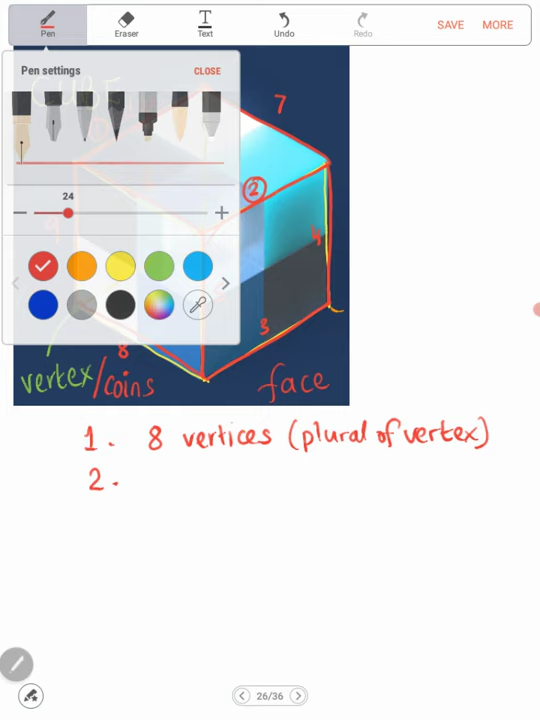 Pen
Eraser
Text
Undo
Redo
SAVE
MORE
Pen settings
CLOSE
CUBE
7
2
24
4
3
8
vertex/coins
face
1. 8 vertices (plural of vertex)
2.
26/36